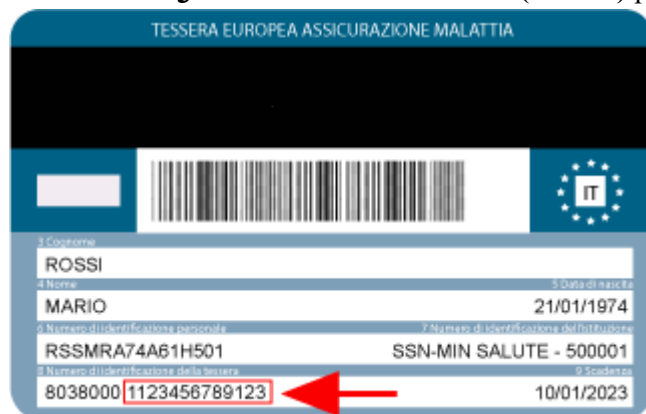 TESSERA EUROPEA ASSICURAZIONE MALATTIA
IT
3 Cognome
ROSSI
4 Nome 5 Data di nascita
MARIO 21/01/1974
6 Numero di identificazione personale 7 Numero di identificazione dell'istituzione
RSSMRA74A61H501 SSN-MIN SALUTE - 500001
8 Numero di identificazione della tessera 9 Scadenza
8038000 1123456789123 10/01/2023